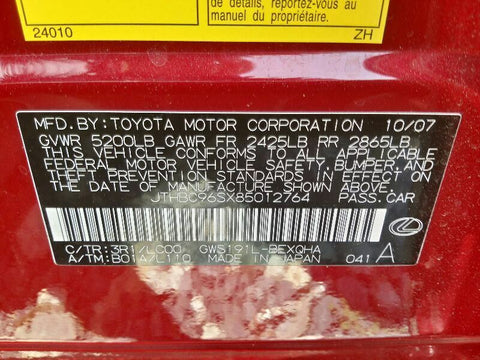 de détails, reportez-vous au
manuel du propriétaire.
24010 ZH
MFD. BY: TOYOTA MOTOR CORPORATION 10/07
GVWR 5200LB GAWR FR 2425LB RR 2865LB
THIS VEHICLE CONFORMS TO ALL APPLICABLE
FEDERAL MOTOR VEHICLE SAFETY, BUMPER AND
THEFT PREVENTION STANDARDS IN EFFECT ON
THE DATE OF MANUFACTURE SHOWN ABOVE.
JTHBC96SX85012764 PASS. CAR
C/TR: 3R1/LC00 GWS191L-BEXQHA
A/TM: B01A/L110 MADE IN JAPAN 041 A